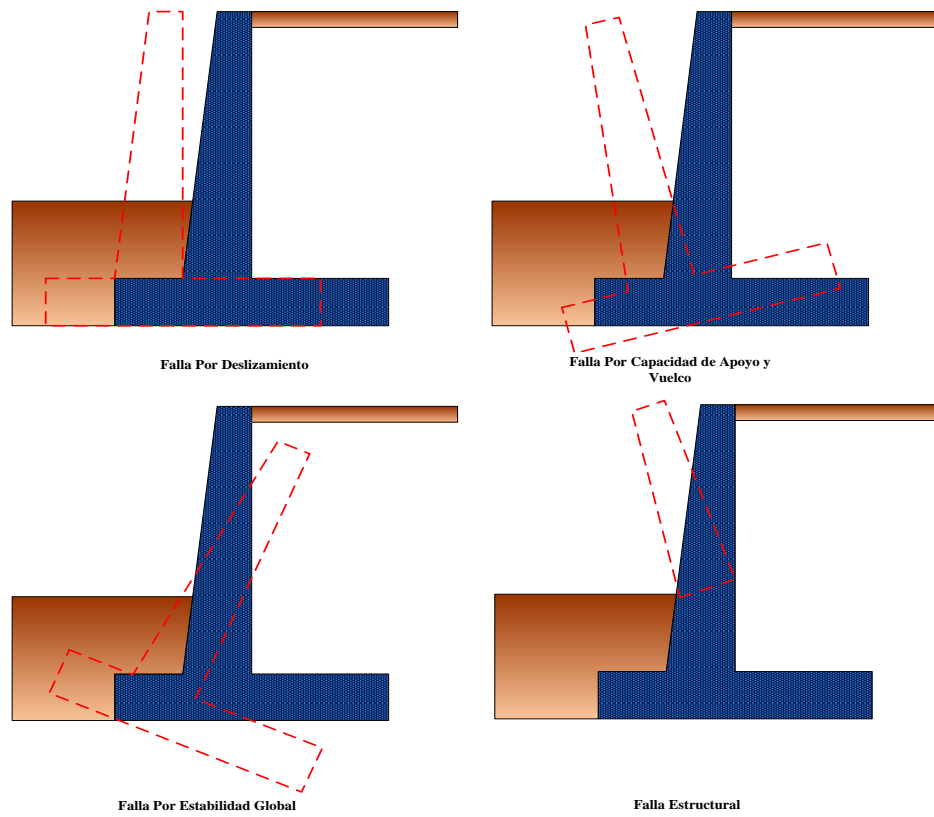 Falla Por Deslizamiento
Falla Por Capacidad de Apoyo y
Vuelco
Falla Por Estabilidad Global
Falla Estructural